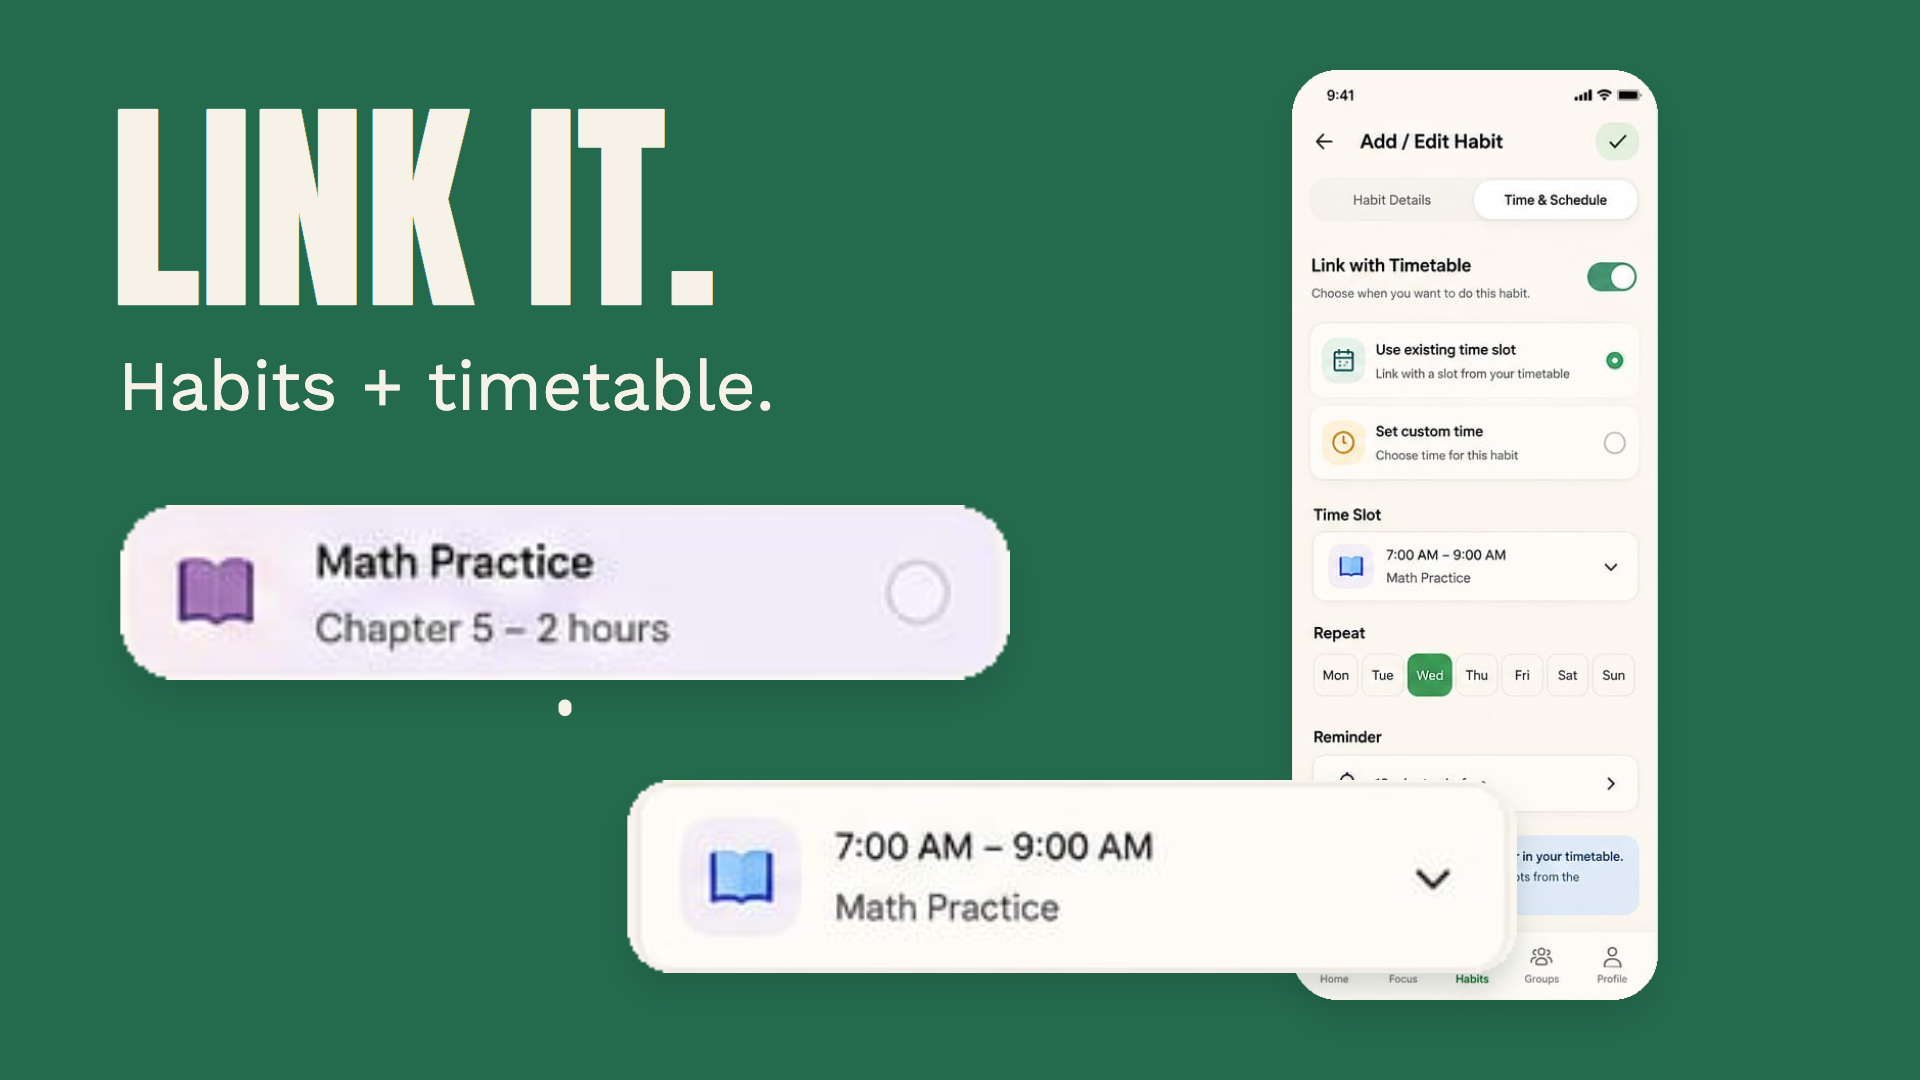 LINK IT.
Habits + timetable.
Math Practice
Chapter 5 – 2 hours
7:00 AM – 9:00 AM
Math Practice
9:41
Add / Edit Habit
Habit Details
Time & Schedule
Link with Timetable
Choose when you want to do this habit.
Use existing time slot
Link with a slot from your timetable
Set custom time
Choose time for this habit
Time Slot
7:00 AM – 9:00 AM
Math Practice
Repeat
Mon Tue Wed Thu Fri Sat Sun
Reminder
in your timetable.
from the
Home Focus Habits Groups Profile